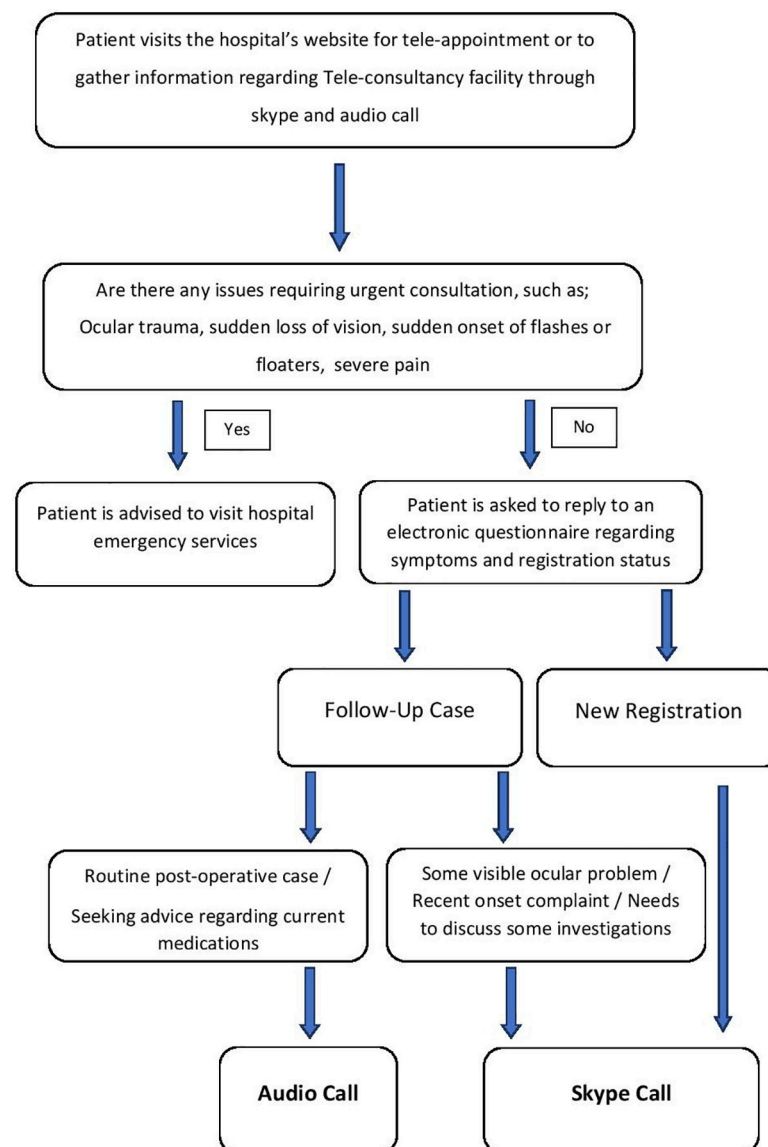 Patient visits the hospital’s website for tele-appointment or to
gather information regarding Tele-consultancy facility through
skype and audio call
Are there any issues requiring urgent consultation, such as;
Ocular trauma, sudden loss of vision, sudden onset of flashes or
floaters, severe pain
Yes
No
Patient is advised to visit hospital
emergency services
Patient is asked to reply to an
electronic questionnaire regarding
symptoms and registration status
Follow-Up Case
New Registration
Routine post-operative case /
Seeking advice regarding current
medications
Some visible ocular problem /
Recent onset complaint / Needs
to discuss some investigations
Audio Call
Skype Call